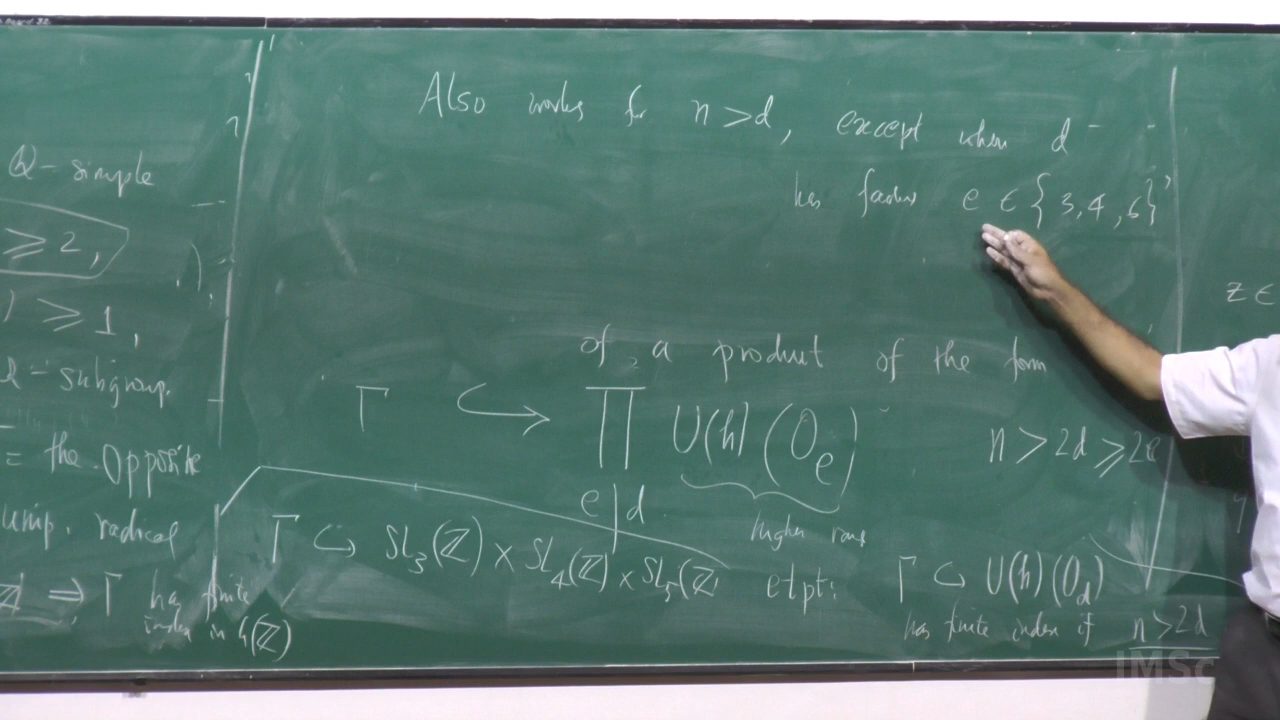 Q-simple
≥ 2,
≥ 1,
subgroup.
= the opposite
unip. radical
⇒ Γ has finite
index in G(ℤ)
Also works for n > d, except when d
has factor e ∈ {3, 4, 6}
of a product of the form
Γ ↪ ∏ U(h)(O_e)
e|d
higher rank
n > 2d ≥ 2e
Γ ↪ SL₃(ℤ) × SL₄(ℤ) × SL₅(ℤ
Γ ↪ U(h)(O_d)
has finite index if n > 2d
z ∈
IMSc